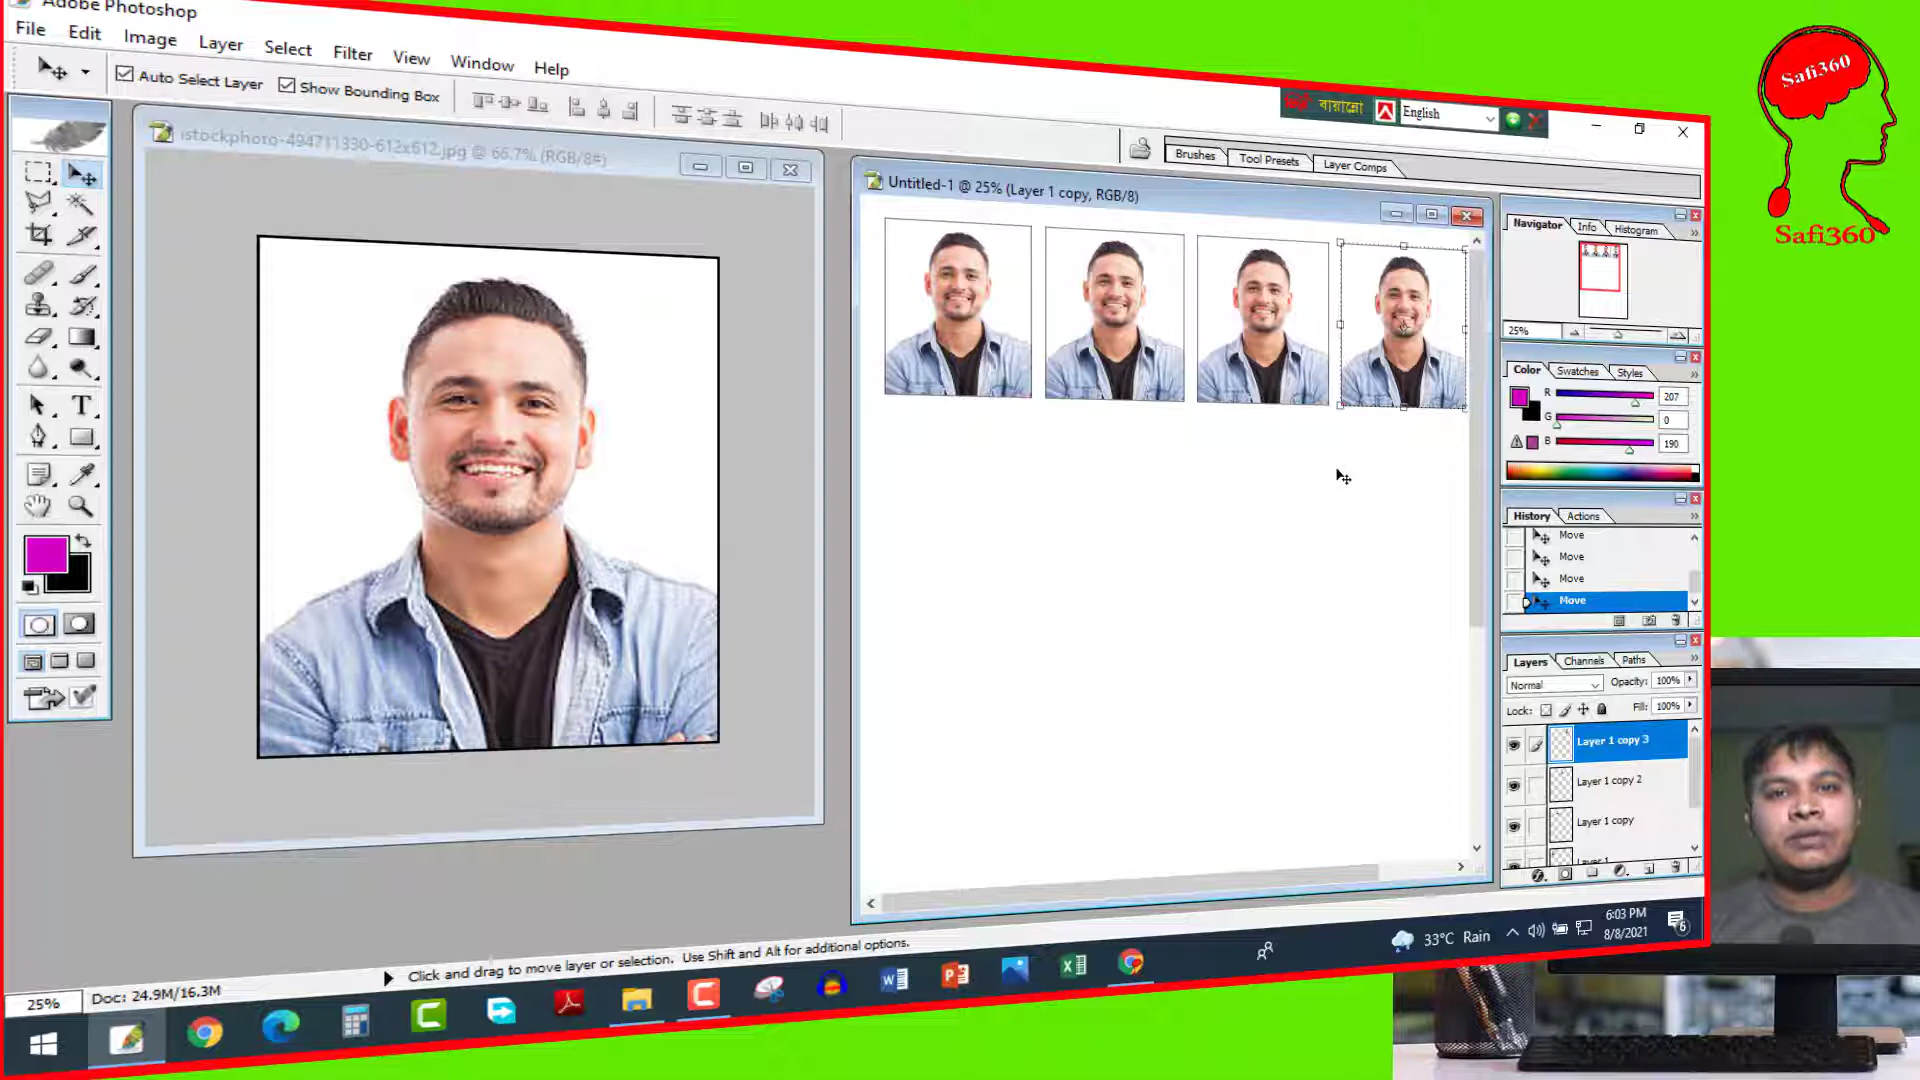 Adobe Photoshop
File Edit Image Layer Select Filter View Window Help
Auto Select Layer Show Bounding Box
বায়ান্নো English
Brushes Tool Presets Layer Comps
istockphoto-494711330-612x612.jpg @ 66.7% (RGB/8#)
Untitled-1 @ 25% (Layer 1 copy, RGB/8)
Navigator Info Histogram
25%
Color Swatches Styles
R 207
G 0
B 190
History Actions
Move
Move
Move
Move
Layers Channels Paths
Normal Opacity: 100%
Lock: Fill: 100%
Layer 1 copy 3
Layer 1 copy 2
Layer 1 copy
Layer 1
25% Doc: 24.9M/16.3M Click and drag to move layer or selection. Use Shift and Alt for additional options.
33°C Rain
6:03 PM
8/8/2021
6
Safi360
Safi360